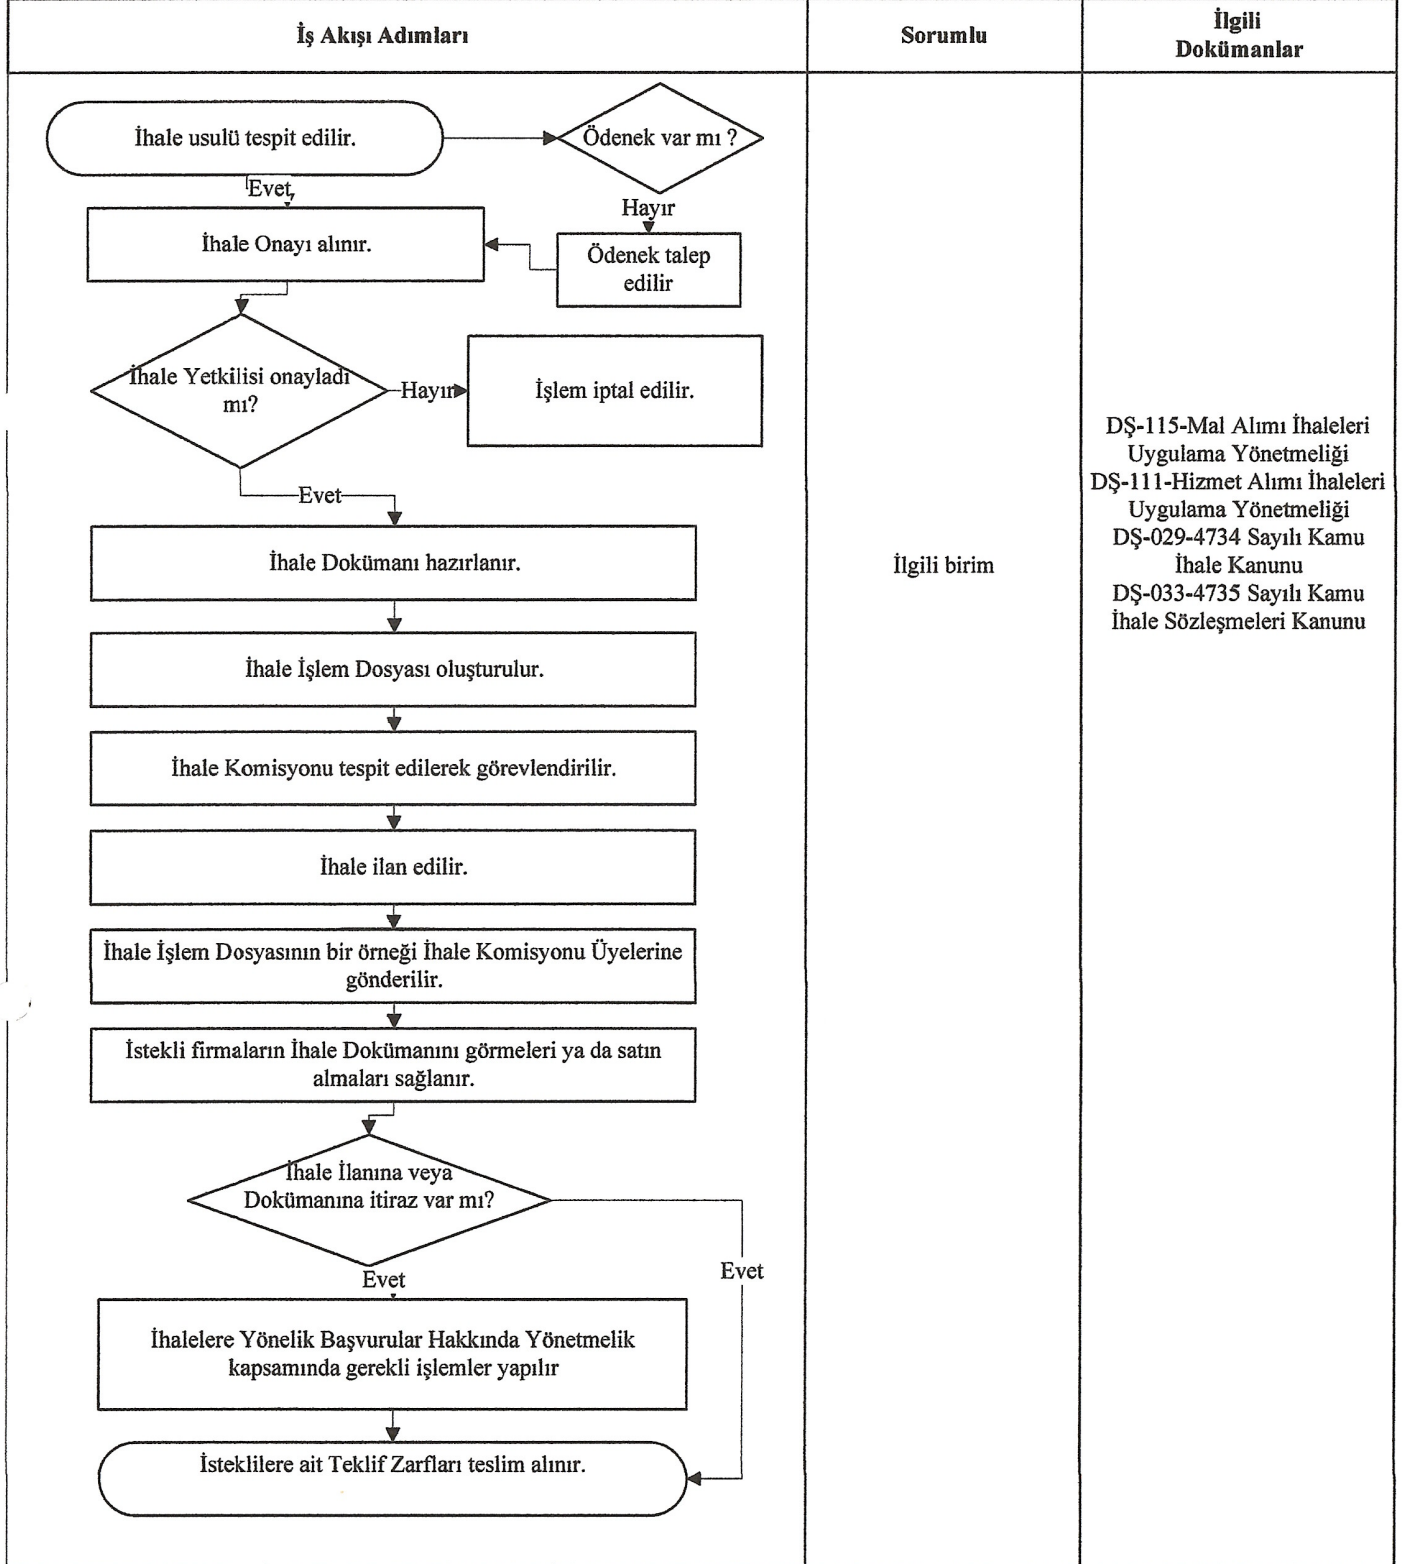 İş Akışı Adımları
Sorumlu
İlgili
Dokümanlar
İhale usulü tespit edilir.
Ödenek var mı ?
Evet
Hayır
İhale Onayı alınır.
Ödenek talep
edilir
İhale Yetkilisi onayladı
mı?
Hayır
İşlem iptal edilir.
Evet
İhale Dokümanı hazırlanır.
İhale İşlem Dosyası oluşturulur.
İhale Komisyonu tespit edilerek görevlendirilir.
İhale ilan edilir.
İhale İşlem Dosyasının bir örneği İhale Komisyonu Üyelerine
gönderilir.
İstekli firmaların İhale Dokümanını görmeleri ya da satın
almaları sağlanır.
İhale İlanına veya
Dokümanına itiraz var mı?
Evet
Evet
İhalelere Yönelik Başvurular Hakkında Yönetmelik
kapsamında gerekli işlemler yapılır
İsteklilere ait Teklif Zarfları teslim alınır.
İlgili birim
DŞ-115-Mal Alımı İhaleleri
Uygulama Yönetmeliği
DŞ-111-Hizmet Alımı İhaleleri
Uygulama Yönetmeliği
DŞ-029-4734 Sayılı Kamu
İhale Kanunu
DŞ-033-4735 Sayılı Kamu
İhale Sözleşmeleri Kanunu